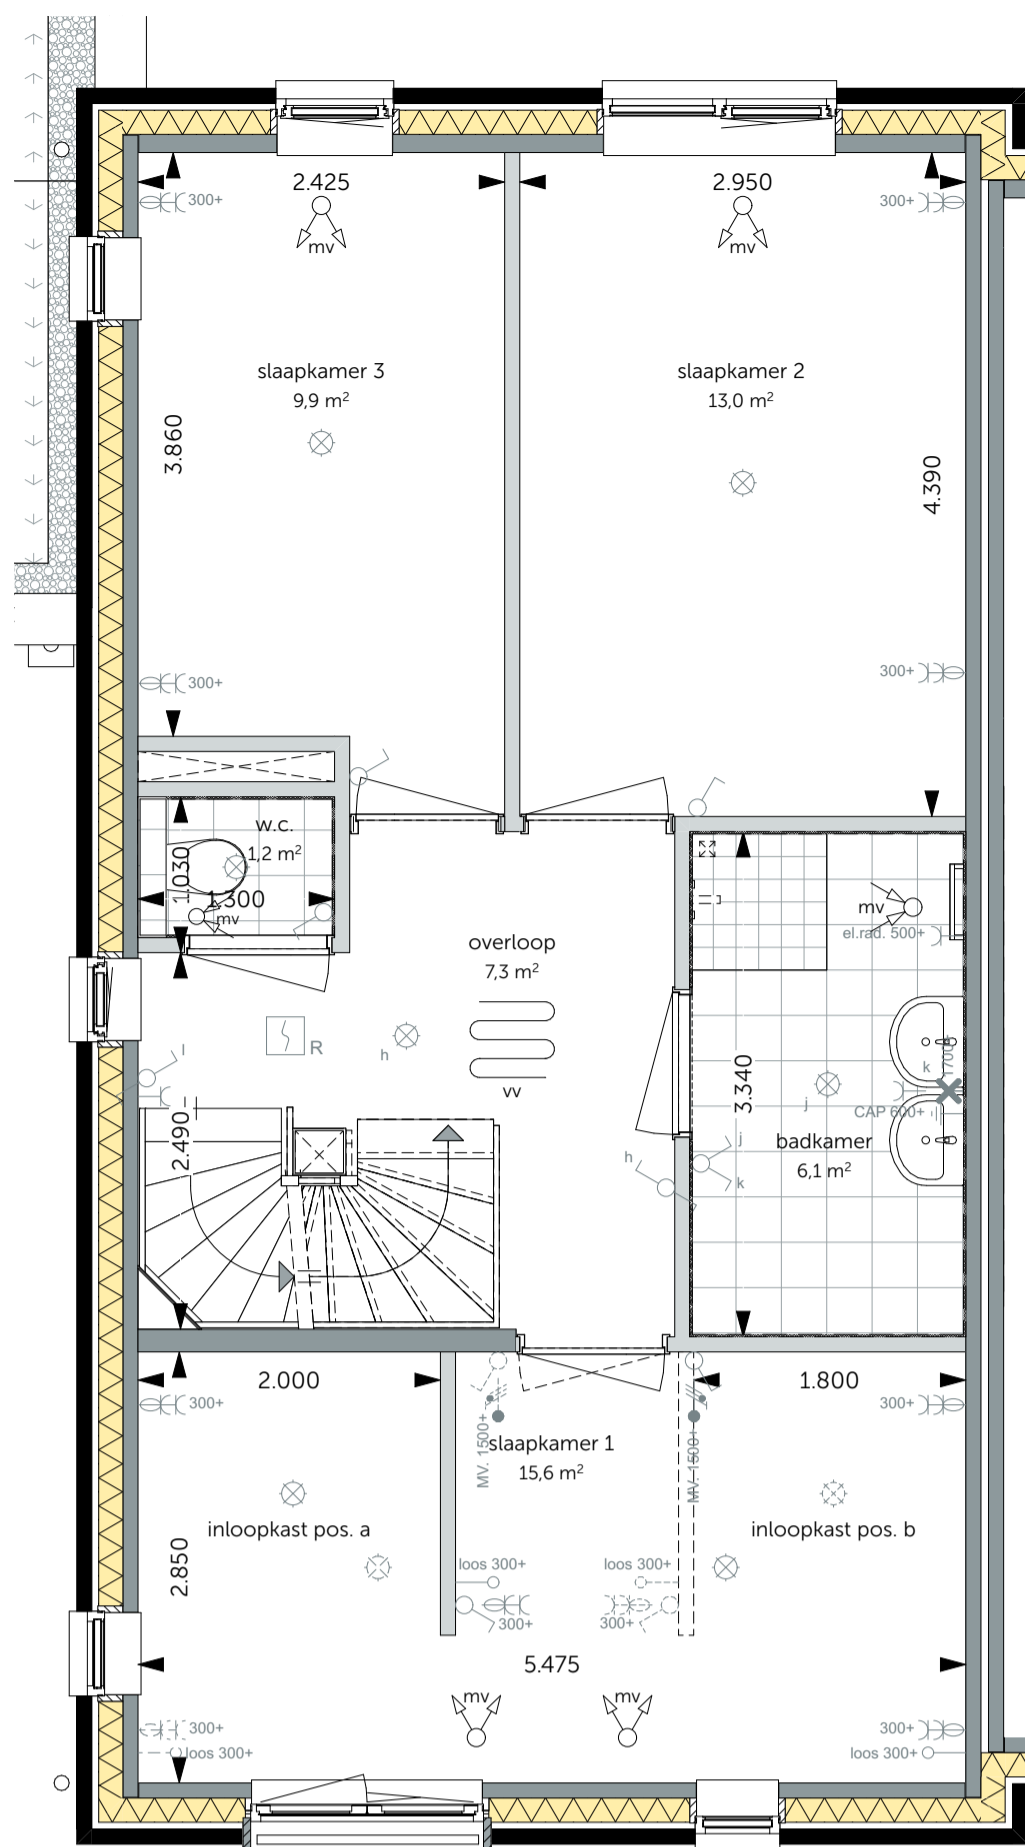 2.425
2.950
300+
300+
mv
mv
slaapkamer 3
9,9 m²
slaapkamer 2
13,0 m²
3.860
4.390
300+
300+
w.c.
1,2 m²
1.030
1.300
mv
overloop
7,3 m²
mv
el.rad. 500+
R
h
l
vv
k
1700+
3.340
j
CAP 600+
2.490
badkamer
6,1 m²
j
h
k
2.000
1.800
300+
300+
MV. 1500+
MV. 1500+
slaapkamer 1
15,6 m²
inloopkast pos. a
inloopkast pos. b
2.850
loos 300+
loos 300+
300+
300+
5.475
mv
mv
300+
300+
loos 300+
loos 300+